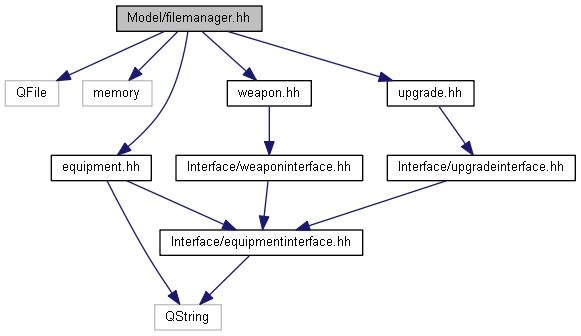 Model/filemanager.hh
QFile
memory
weapon.hh
upgrade.hh
equipment.hh
Interface/weaponinterface.hh
Interface/upgradeinterface.hh
Interface/equipmentinterface.hh
QString